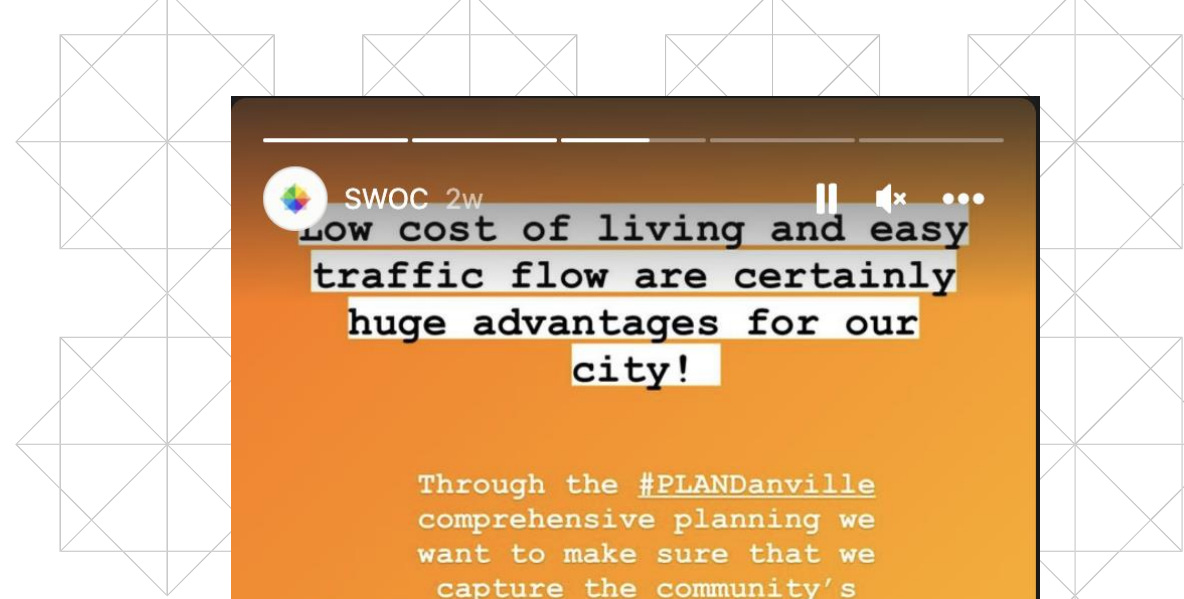 SWOC 2w
Low cost of living and easy
traffic flow are certainly
huge advantages for our
city!
Through the #PLANDanville
comprehensive planning we
want to make sure that we
capture the community's